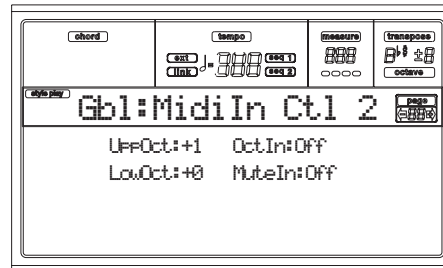 chord
tempo
measure
transpose
ext
seq 1
link
seq 2
octave
style play
page
Gbl:MidiIn Ctl 2
UppOct:+1 OctIn:Off
LowOct:+0 MuteIn:Off